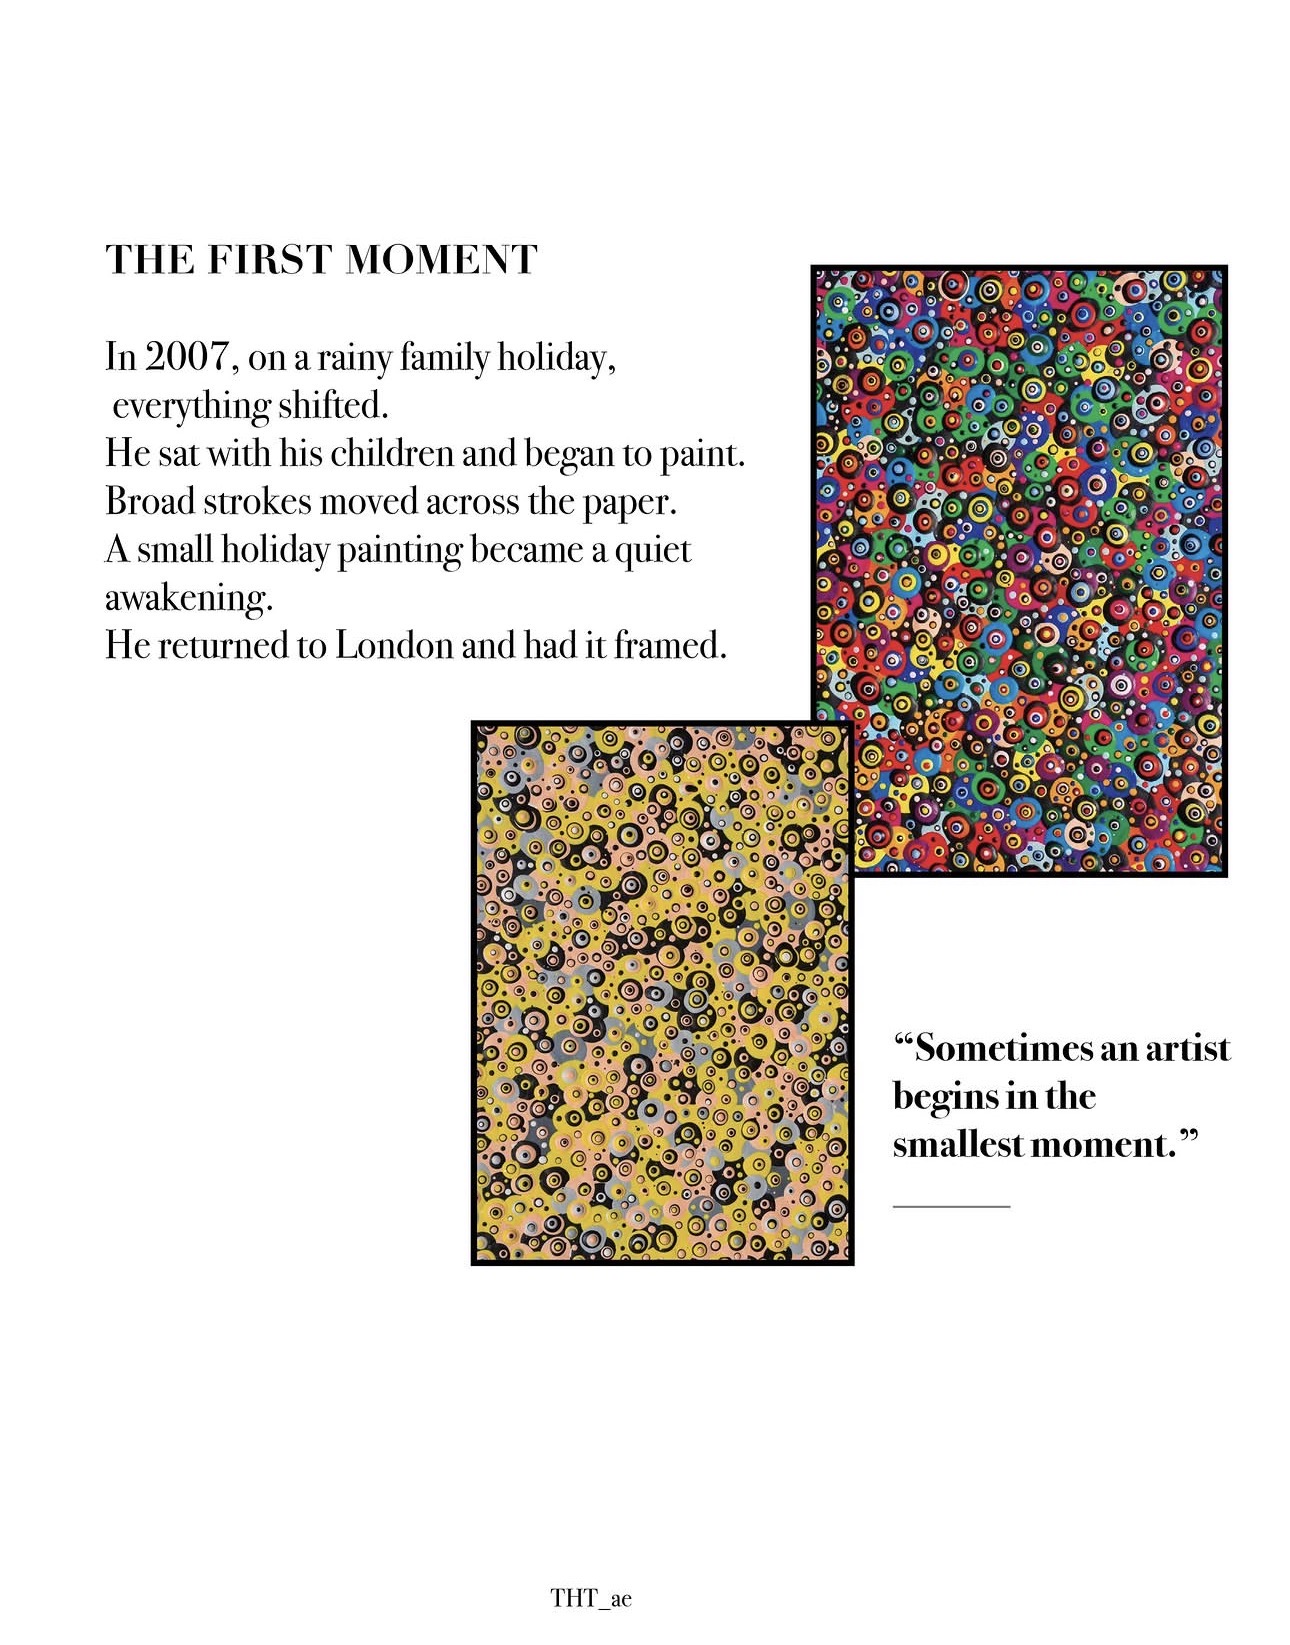 THE FIRST MOMENT
In 2007, on a rainy family holiday,
everything shifted.
He sat with his children and began to paint.
Broad strokes moved across the paper.
A small holiday painting became a quiet
awakening.
He returned to London and had it framed.
“Sometimes an artist
begins in the
smallest moment.”
THT_ae